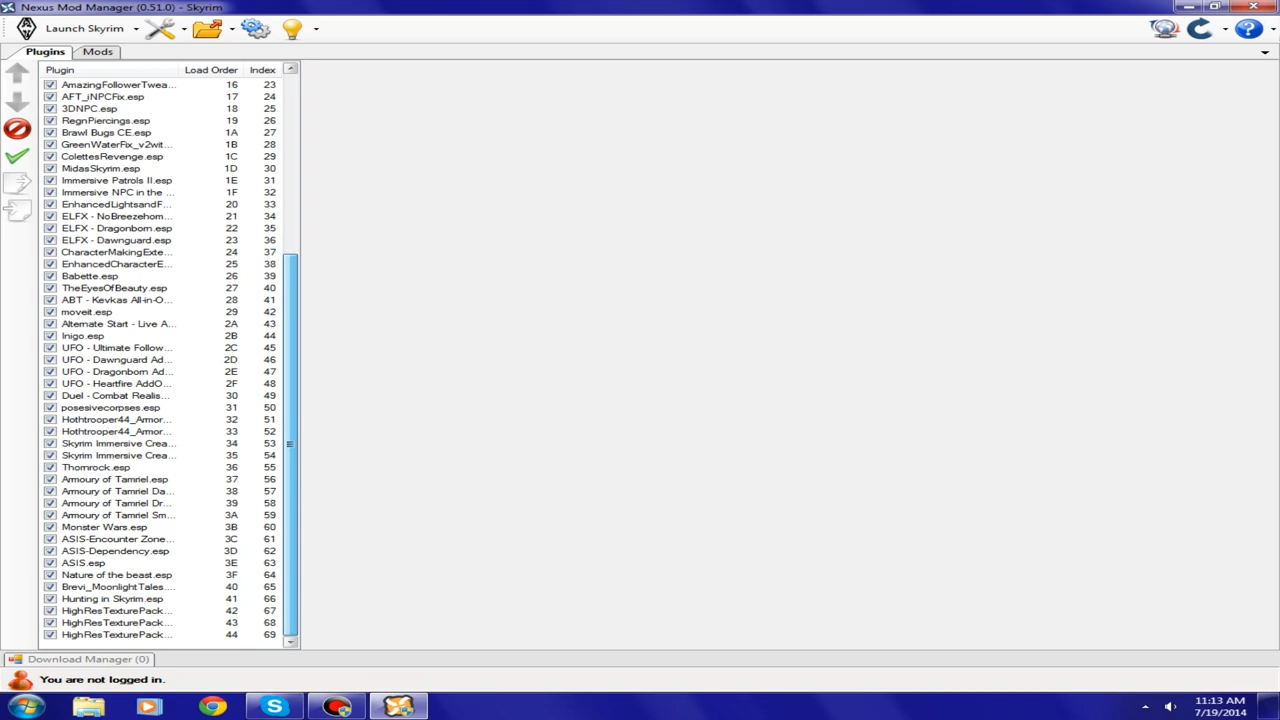 Nexus Mod Manager (0.51.0) - Skyrim
Launch Skyrim
Plugins Mods
Plugin Load Order Index
AmazingFollowerTwea... 16 23
AFT_iNPCFix.esp 17 24
3DNPC.esp 18 25
RegnPiercings.esp 19 26
Brawl Bugs CE.esp 1A 27
GreenWaterFix_v2wit... 1B 28
ColettesRevenge.esp 1C 29
MidasSkyrim.esp 1D 30
Immersive Patrols II.esp 1E 31
Immersive NPC in the ... 1F 32
EnhancedLightsandF... 20 33
ELFX - NoBreezehom... 21 34
ELFX - Dragonborn.esp 22 35
ELFX - Dawnguard.esp 23 36
CharacterMakingExte... 24 37
EnhancedCharacterE... 25 38
Babette.esp 26 39
TheEyesOfBeauty.esp 27 40
ABT - Kevkas All-in-O... 28 41
moveit.esp 29 42
Alternate Start - Live A... 2A 43
Inigo.esp 2B 44
UFO - Ultimate Follow... 2C 45
UFO - Dawnguard Ad... 2D 46
UFO - Dragonborn Ad... 2E 47
UFO - Heartfire AddO... 2F 48
Duel - Combat Realis... 30 49
posesivecorpses.esp 31 50
Hothtrooper44_Armor... 32 51
Hothtrooper44_Armor... 33 52
Skyrim Immersive Crea... 34 53
Skyrim Immersive Crea... 35 54
Thornrock.esp 36 55
Armoury of Tamriel.esp 37 56
Armoury of Tamriel Da... 38 57
Armoury of Tamriel Dr... 39 58
Armoury of Tamriel Sm... 3A 59
Monster Wars.esp 3B 60
ASIS-Encounter Zone... 3C 61
ASIS-Dependency.esp 3D 62
ASIS.esp 3E 63
Nature of the beast.esp 3F 64
Brevi_MoonlightTales.... 40 65
Hunting in Skyrim.esp 41 66
HighResTexturePack... 42 67
HighResTexturePack... 43 68
HighResTexturePack... 44 69
Download Manager (0)
You are not logged in.
11:13 AM
7/19/2014